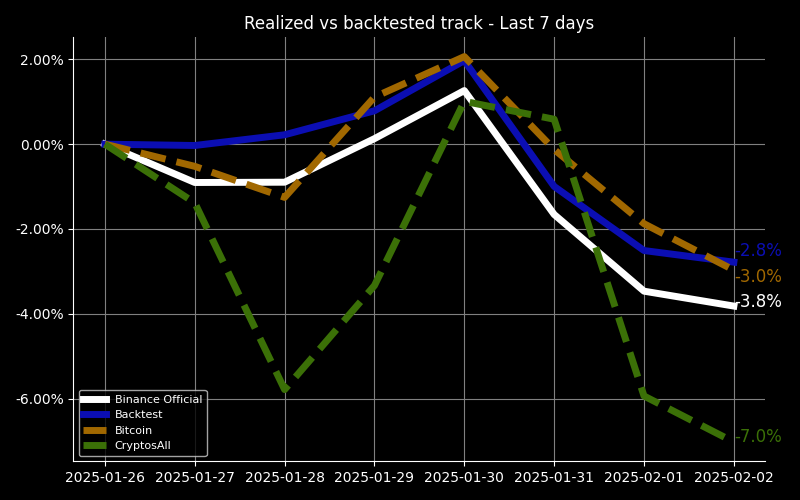 Realized vs backtested track - Last 7 days
2.00%
0.00%
-2.00%
-4.00%
-6.00%
-2.8%
-3.0%
-3.8%
-7.0%
Binance Official
Backtest
Bitcoin
CryptosAll
2025-01-26 2025-01-27 2025-01-28 2025-01-29 2025-01-30 2025-01-31 2025-02-01 2025-02-02